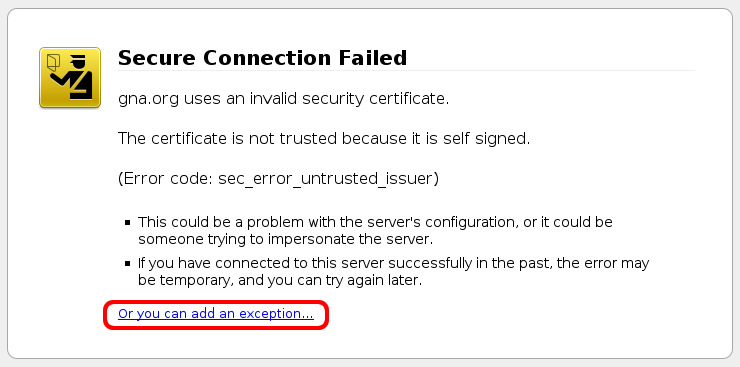 Secure Connection Failed
gna.org uses an invalid security certificate.
The certificate is not trusted because it is self signed.
(Error code: sec_error_untrusted_issuer)
This could be a problem with the server's configuration, or it could be
someone trying to impersonate the server.
If you have connected to this server successfully in the past, the error may
be temporary, and you can try again later.
Or you can add an exception...